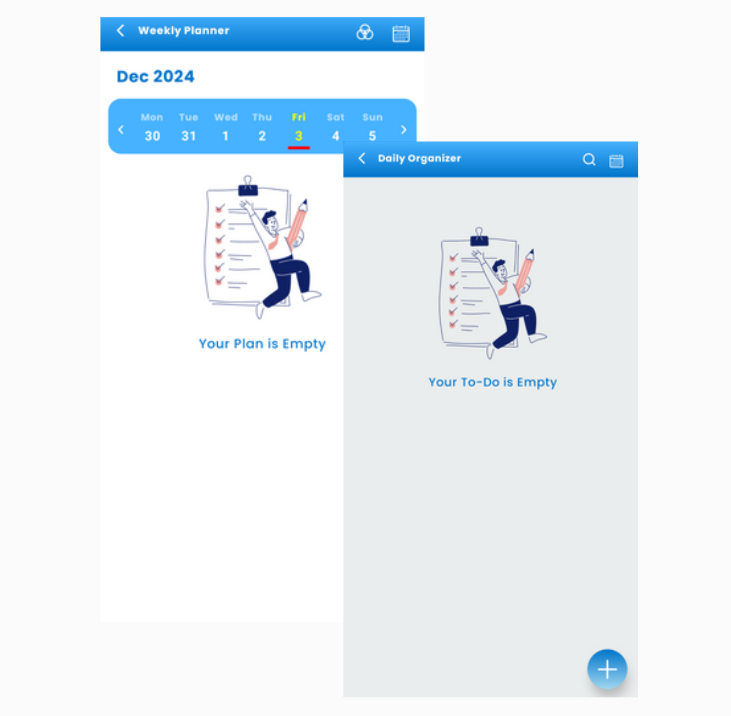 Weekly Planner
Dec 2024
Mon Tue Wed Thu Fri Sat Sun
30 31 1 2 3 4 5
Your Plan is Empty
Daily Organizer
Your To-Do is Empty